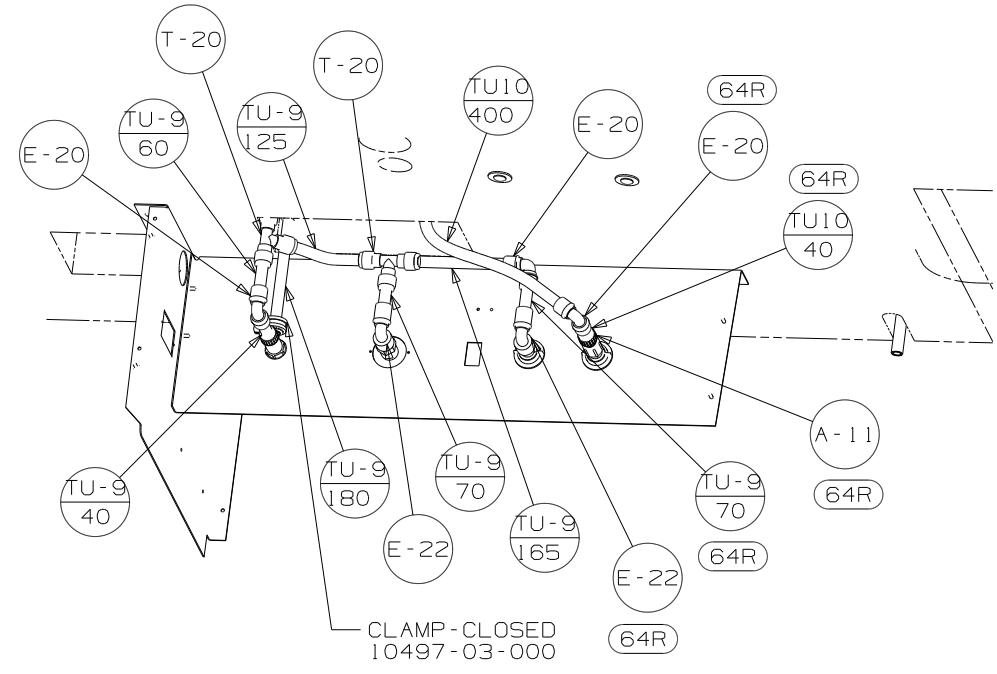 T-20
T-20
64R
TU10
400
E-20
TU-9
60
TU-9
125
E-20
E-20
64R
TU10
40
A-11
TU-9
180
TU-9
70
TU-9
40
TU-9
70
64R
TU-9
165
E-22
64R
E-22
CLAMP-CLOSED
10497-03-000
64R